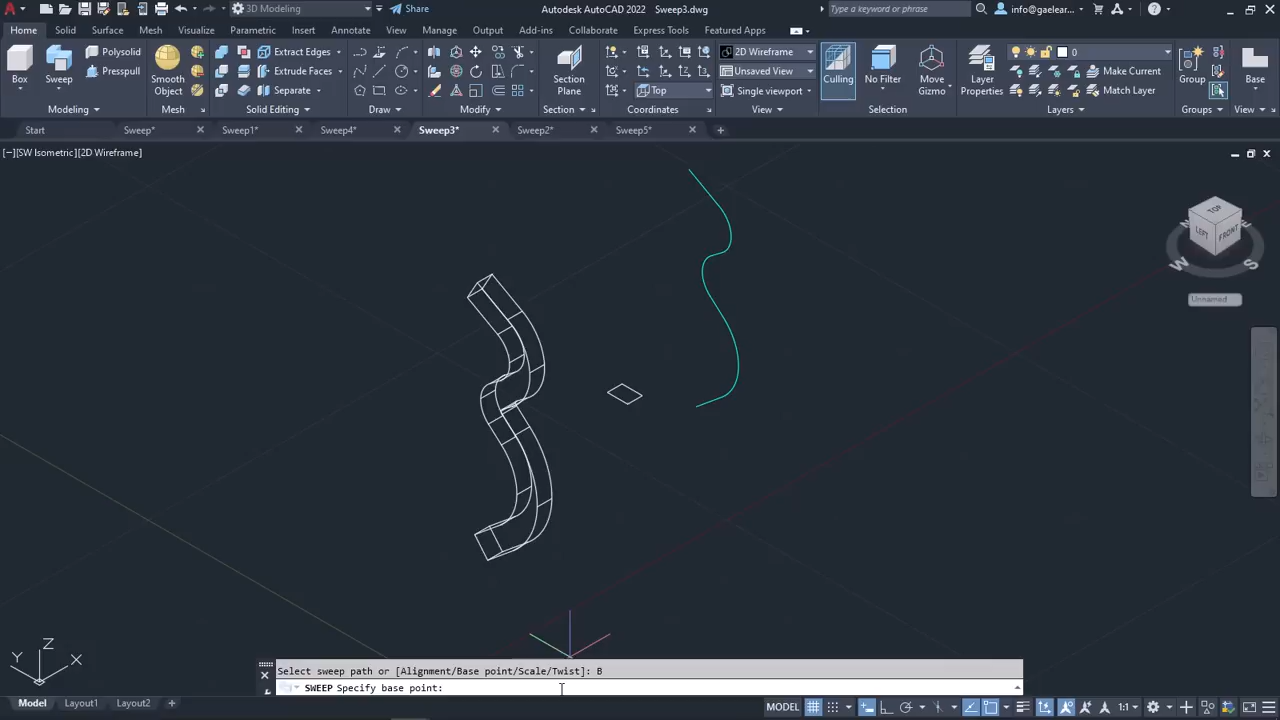 3D Modeling
Share
Autodesk AutoCAD 2022 Sweep3.dwg
Type a keyword or phrase
info@gaelear...
Home Solid Surface Mesh Visualize Parametric Insert Annotate View Manage Output Add-ins Collaborate Express Tools Featured Apps
Box
Sweep
Polysolid
Presspull
Smooth Object
Extract Edges
Extrude Faces
Separate
Section Plane
Top
2D Wireframe
Unsaved View
Single viewport
Culling
No Filter
Move Gizmo
Layer Properties
0
Make Current
Match Layer
Group
Base
Modeling Mesh Solid Editing Draw Modify Section Coordinates View Selection Layers Groups View
Start Sweep* Sweep1* Sweep4* Sweep3* Sweep2* Sweep5*
[−][SW Isometric][2D Wireframe]
TOP
LEFT
FRONT
N
E
W
S
Unnamed
Y
Z
X
Select sweep path or [Alignment/Base point/Scale/Twist]: B
SWEEP Specify base point:
Model Layout1 Layout2
MODEL
1:1